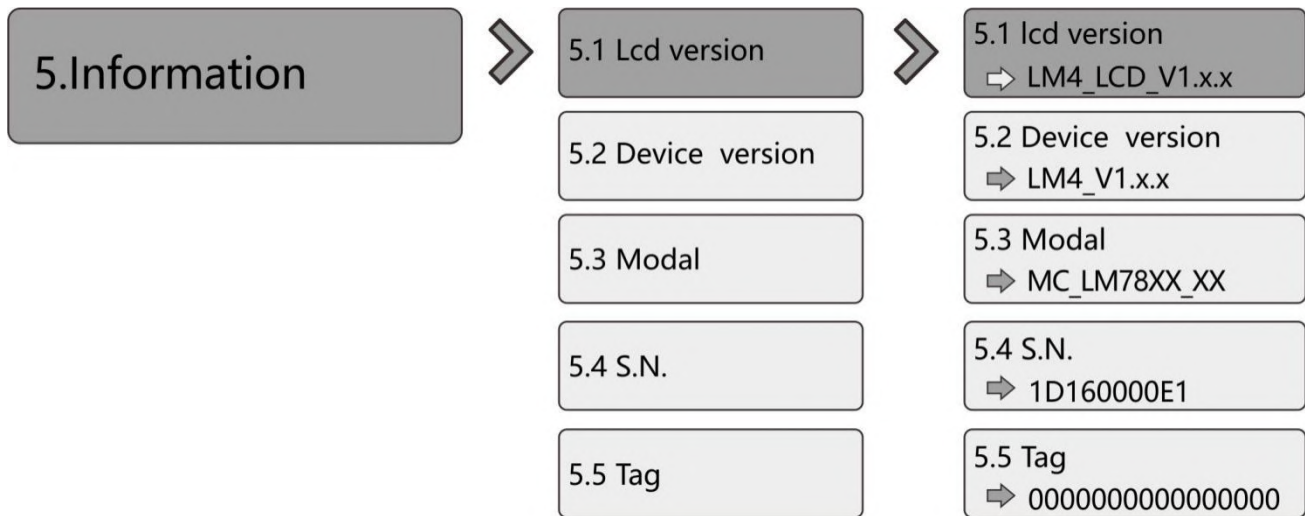 5.Information
5.1 Lcd version
5.2 Device version
5.3 Modal
5.4 S.N.
5.5 Tag
5.1 lcd version
LM4_LCD_V1.x.x
5.2 Device version
LM4_V1.x.x
5.3 Modal
MC_LM78XX_XX
5.4 S.N.
1D160000E1
5.5 Tag
0000000000000000